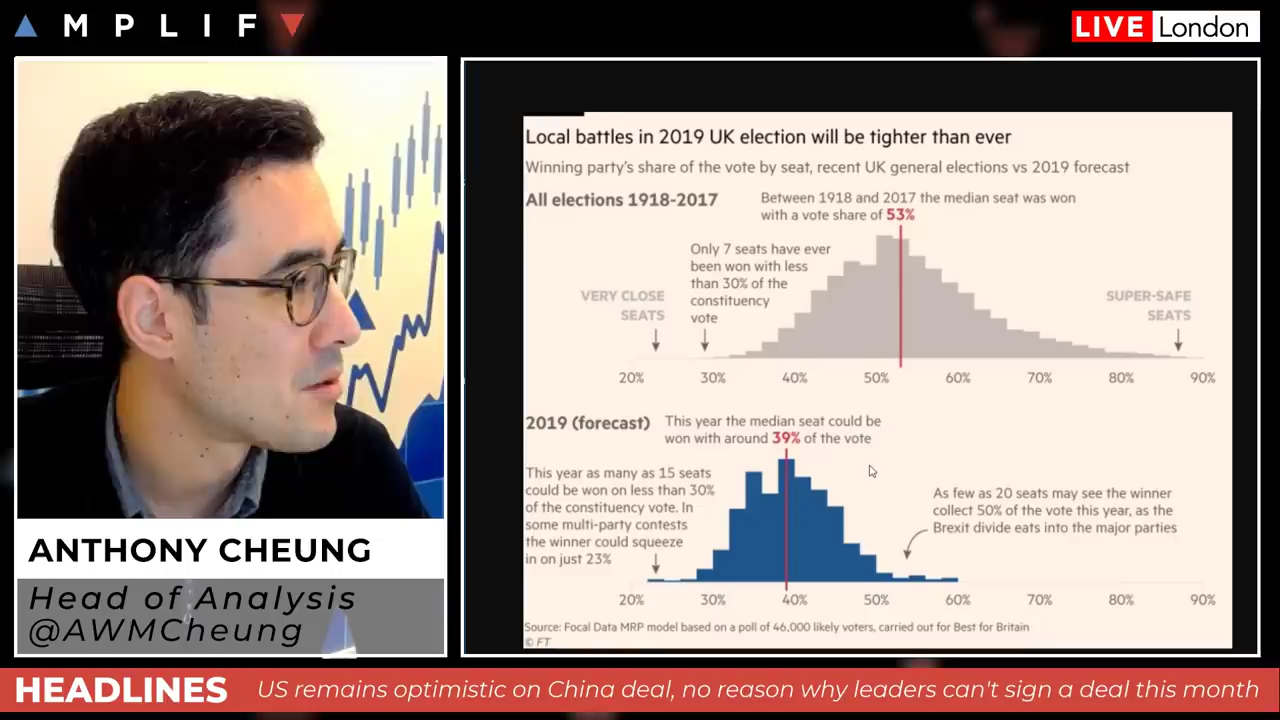 AMPLIFY
LIVE London
Local battles in 2019 UK election will be tighter than ever
Winning party's share of the vote by seat, recent UK general elections vs 2019 forecast
All elections 1918-2017
Between 1918 and 2017 the median seat was won
with a vote share of 53%
Only 7 seats have ever
been won with less
than 30% of the
constituency
vote
VERY CLOSE
SEATS
SUPER-SAFE
SEATS
20% 30% 40% 50% 60% 70% 80% 90%
2019 (forecast)
This year the median seat could be
won with around 39% of the vote
This year as many as 15 seats
could be won on less than 30%
of the constituency vote. In
some multi-party contests
the winner could squeeze
in on just 23%
As few as 20 seats may see the winner
collect 50% of the vote this year, as the
Brexit divide eats into the major parties
20% 30% 40% 50% 60% 70% 80% 90%
Source: Focal Data MRP model based on a poll of 46,000 likely voters, carried out for Best for Britain
© FT
ANTHONY CHEUNG
Head of Analysis
@AWMCheung
HEADLINES US remains optimistic on China deal, no reason why leaders can't sign a deal this month